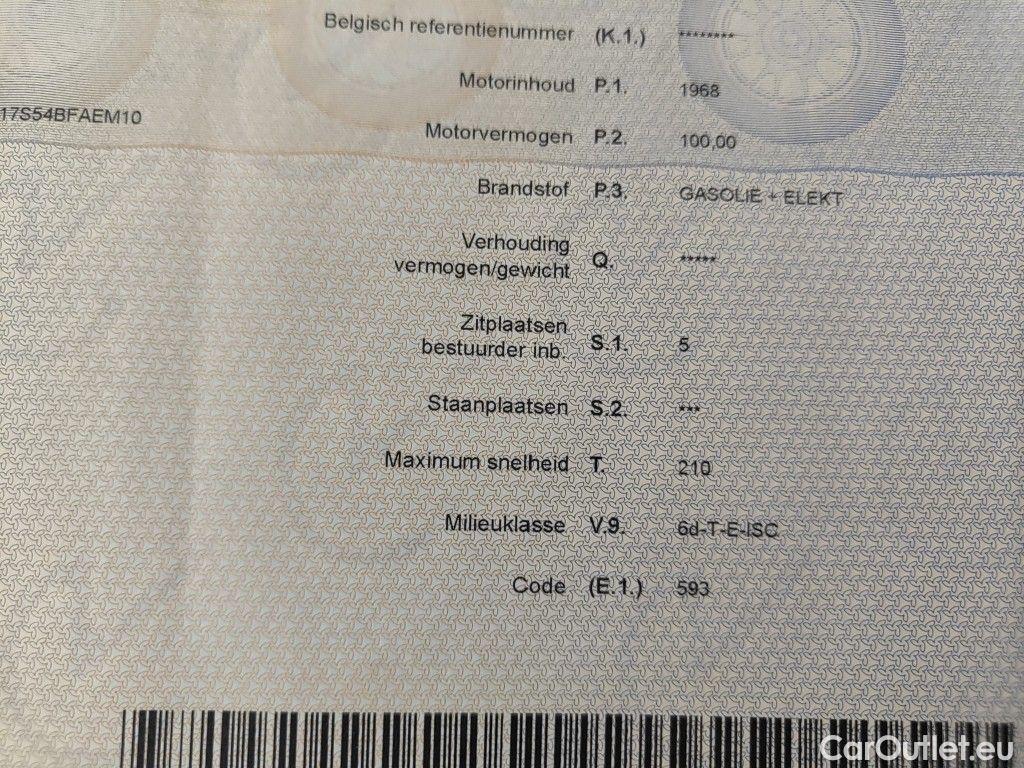 Belgisch referentienummer (K.1.) ********
Motorinhoud P.1. 1968
17S54BFAEM10
Motorvermogen P.2. 100,00
Brandstof P.3. GASOLIE + ELEKT
Verhouding
vermogen/gewicht Q. *****
Zitplaatsen
bestuurder inb. S.1. 5
Staanplaatsen S.2. ***
Maximum snelheid T. 210
Milieuklasse V.9. 6d-T-E-ISC
Code (E.1.) 593
CarOutlet.eu